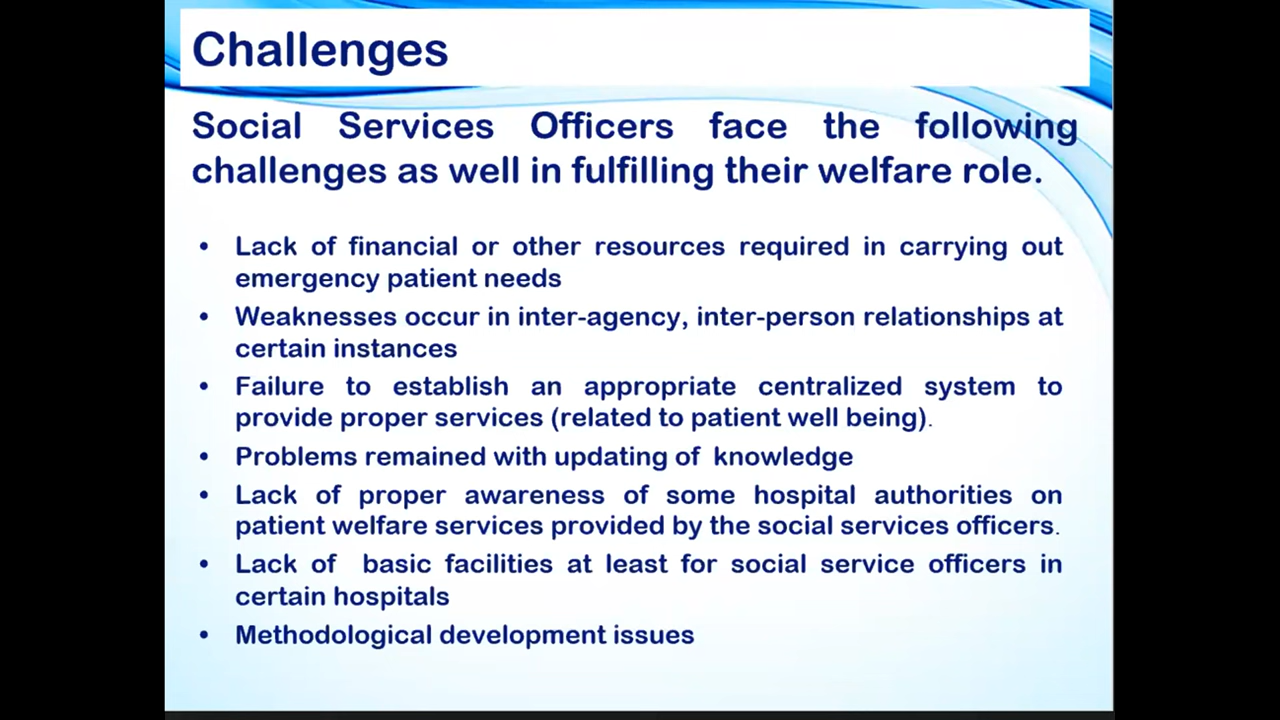 Challenges
Social Services Officers face the following
challenges as well in fulfilling their welfare role.
• Lack of financial or other resources required in carrying out
emergency patient needs
• Weaknesses occur in inter-agency, inter-person relationships at
certain instances
• Failure to establish an appropriate centralized system to
provide proper services (related to patient well being).
• Problems remained with updating of knowledge
• Lack of proper awareness of some hospital authorities on
patient welfare services provided by the social services officers.
• Lack of basic facilities at least for social service officers in
certain hospitals
• Methodological development issues